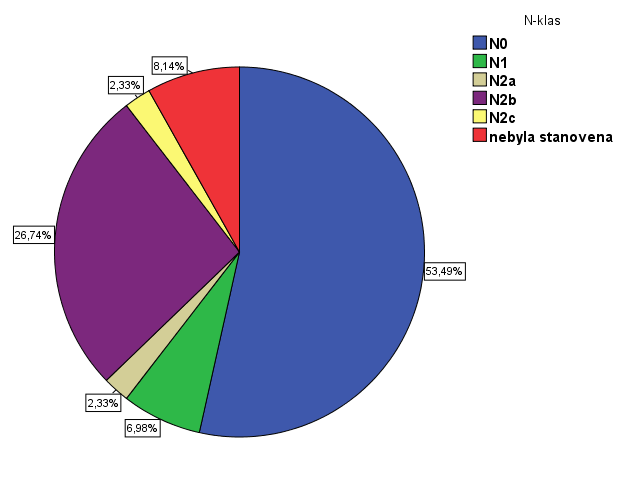 N-klas
N0
N1
N2a
N2b
N2c
nebyla stanovena
8,14%
2,33%
26,74%
53,49%
2,33%
6,98%